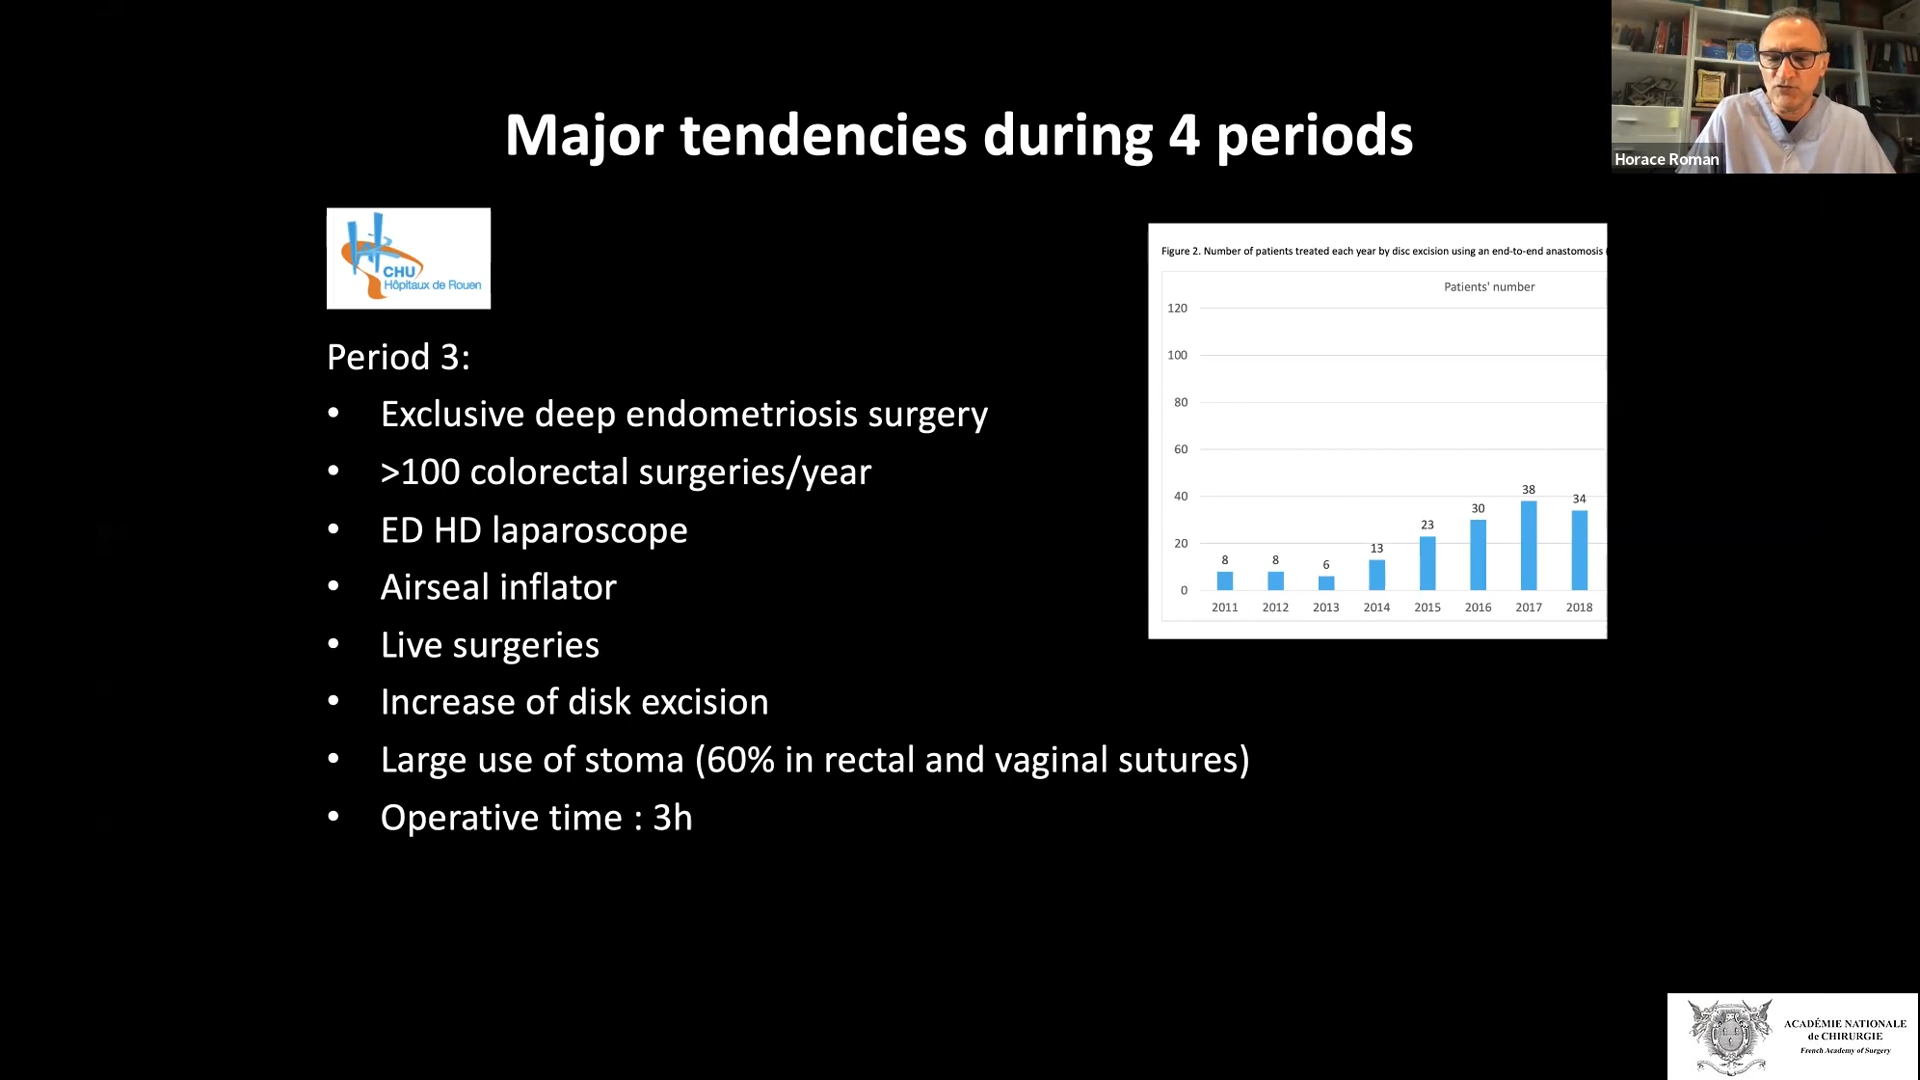 Major tendencies during 4 periods
Horace Roman
CHU
Hôpitaux de Rouen
Period 3:
• Exclusive deep endometriosis surgery
• >100 colorectal surgeries/year
• ED HD laparoscope
• Airseal inflator
• Live surgeries
• Increase of disk excision
• Large use of stoma (60% in rectal and vaginal sutures)
• Operative time : 3h
Figure 2. Number of patients treated each year by disc excision using an end-to-end anastomosis
Patients' number
120
100
80
60
40
20
0
8 8 6 13 23 30 38 34
2011 2012 2013 2014 2015 2016 2017 2018
ACADÉMIE NATIONALE
de CHIRURGIE
French Academy of Surgery